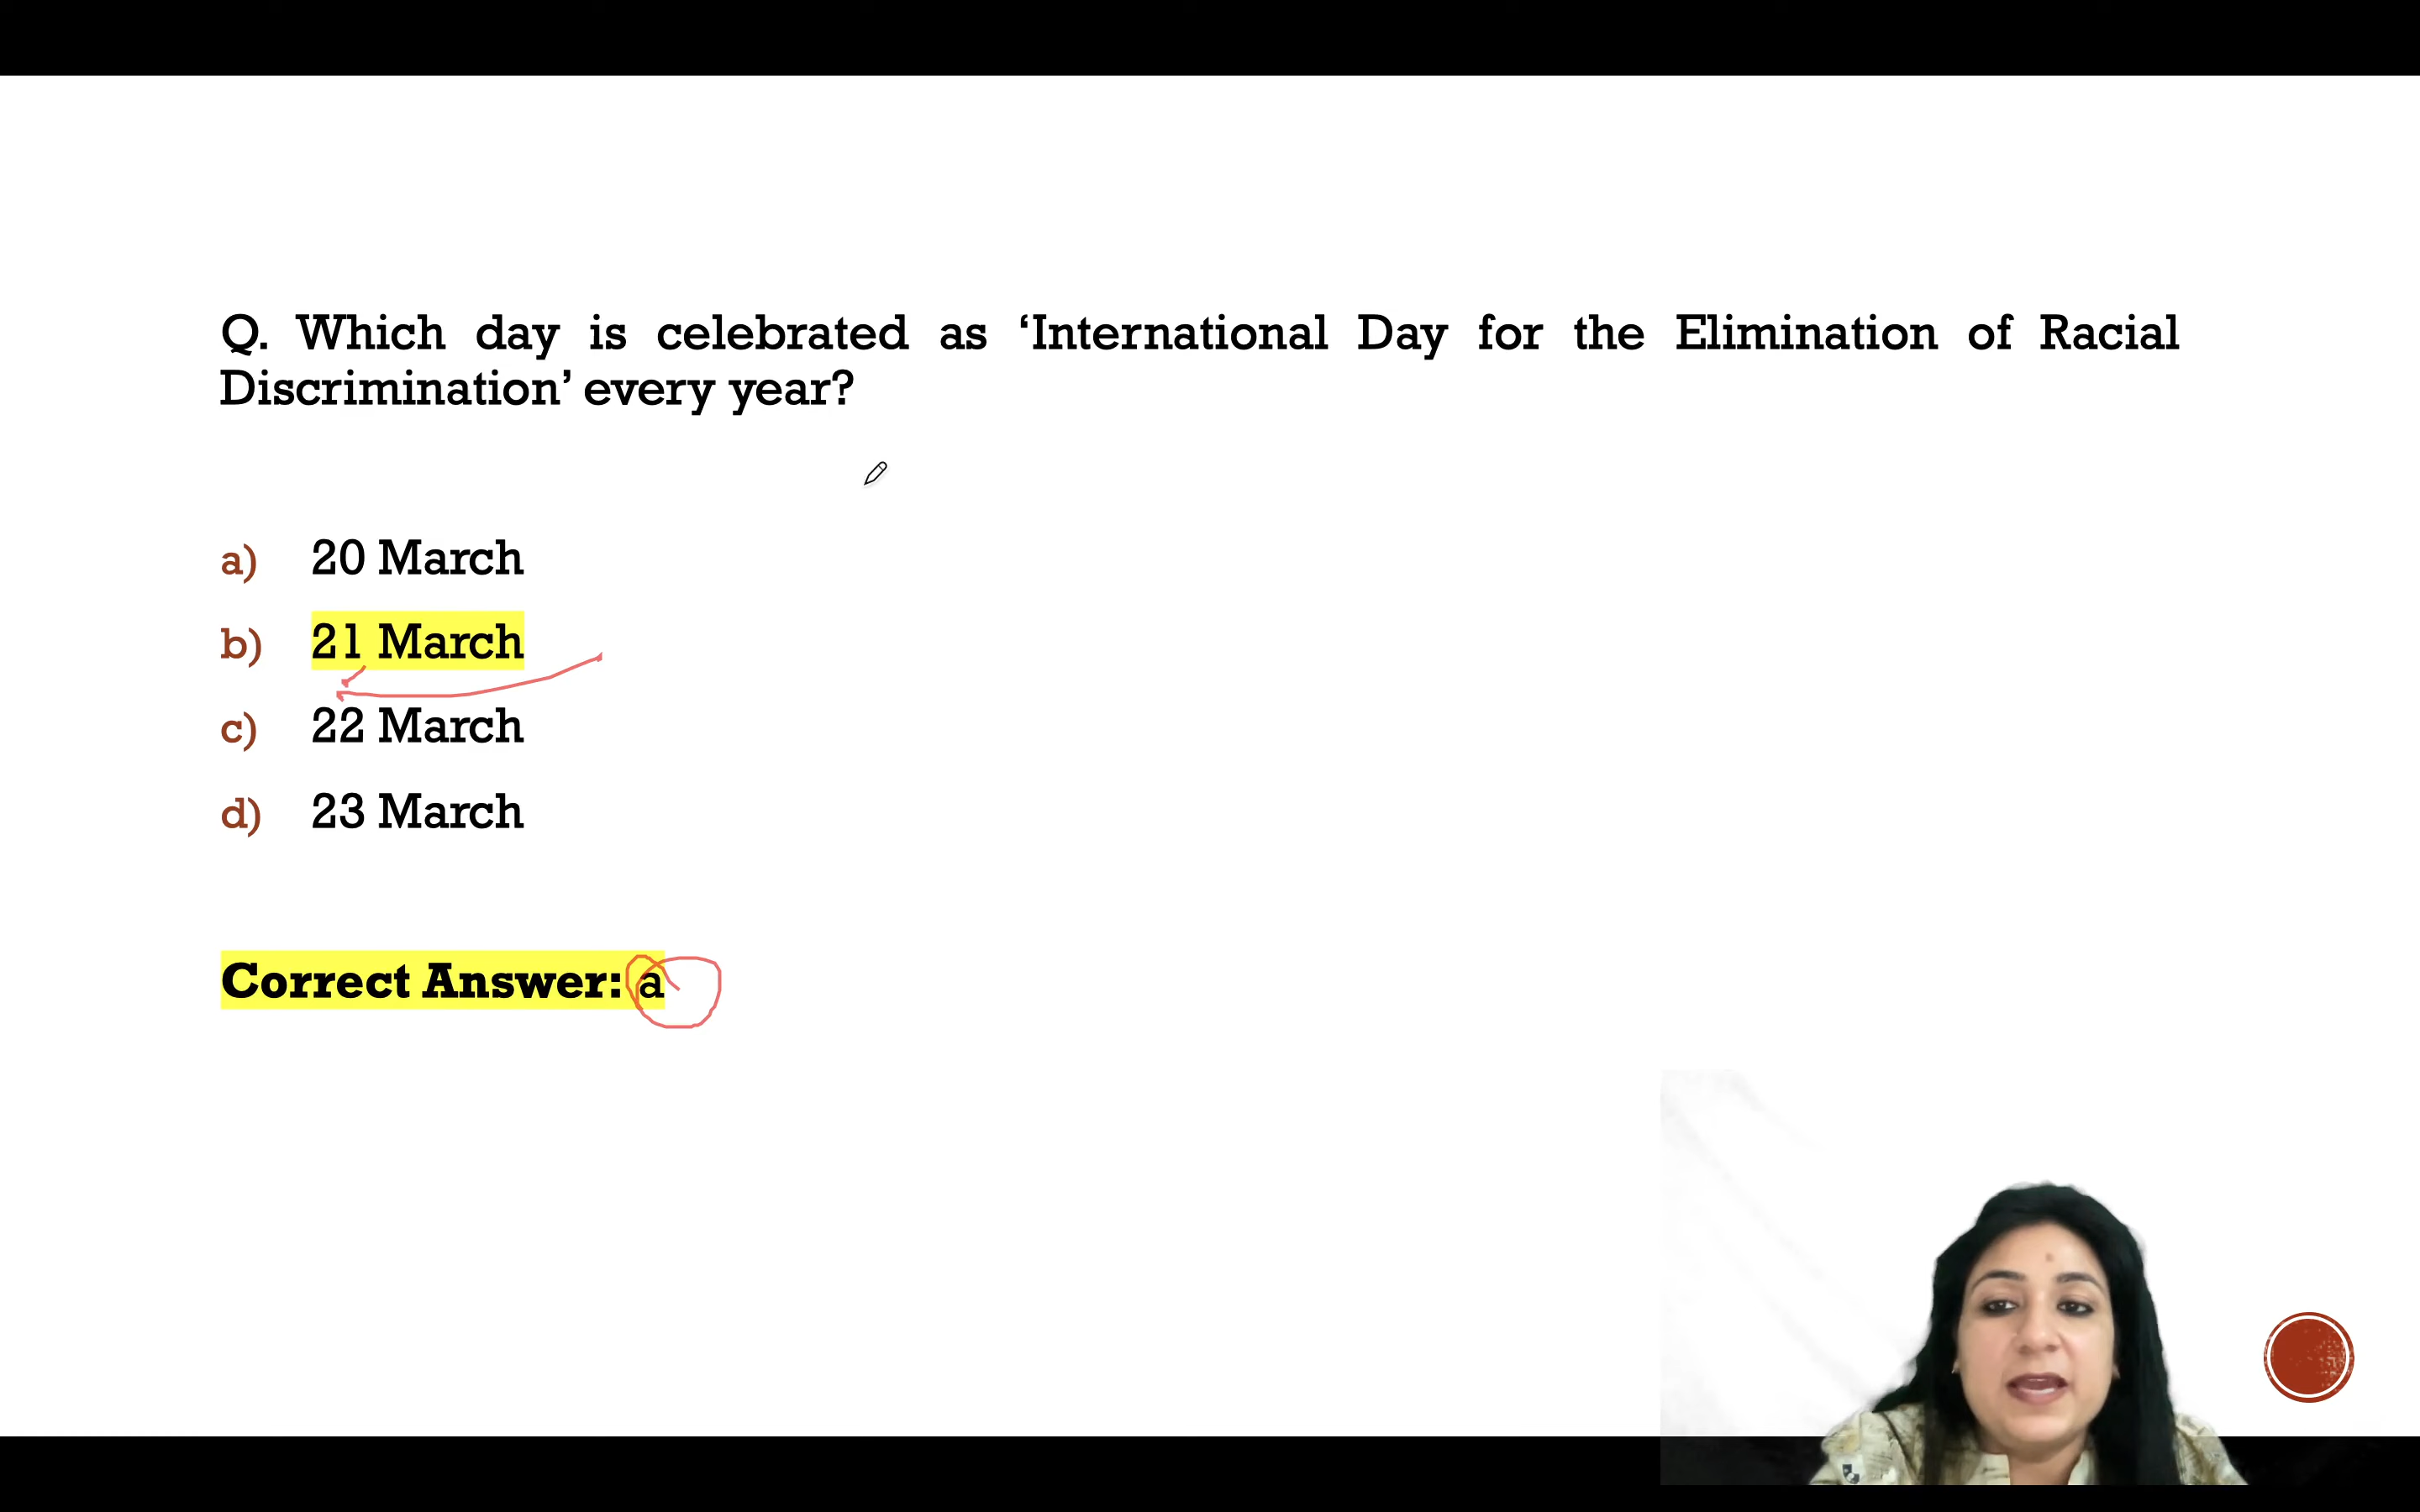 Q. Which day is celebrated as ‘International Day for the Elimination of Racial
Discrimination’ every year?
a) 20 March
b) 21 March
c) 22 March
d) 23 March
Correct Answer: a